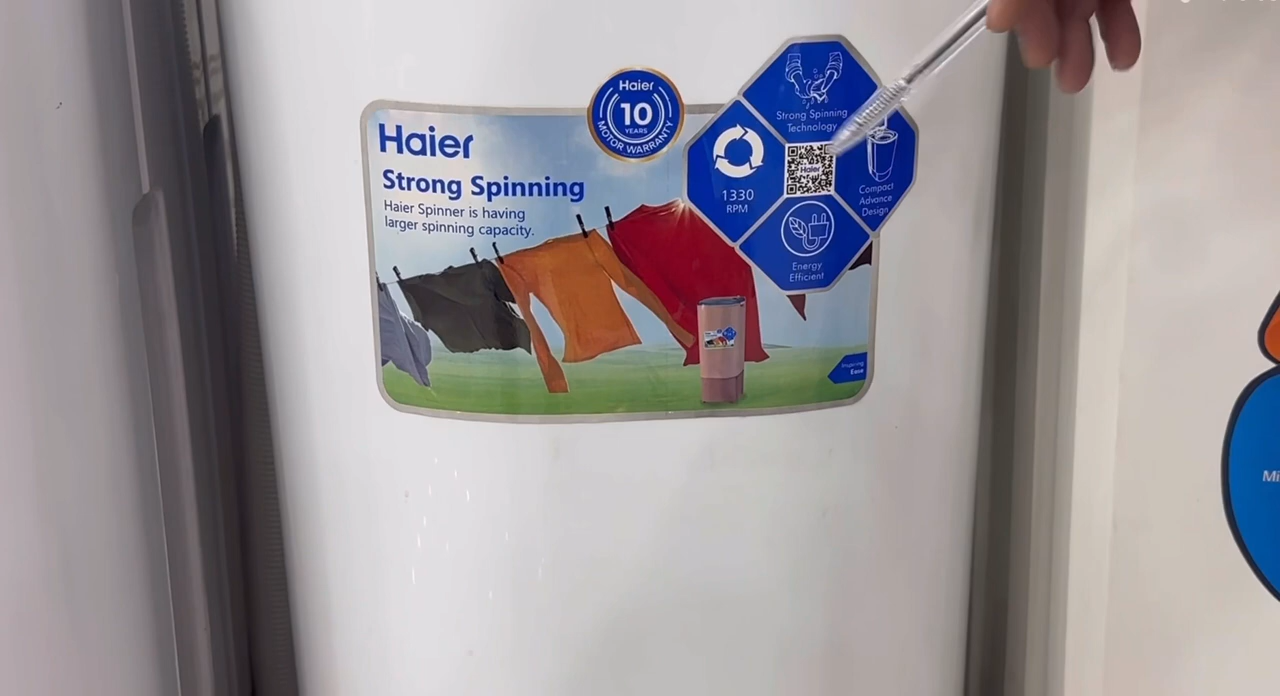 Haier
10
YEARS
MOTOR WARRANTY
Haier
Strong Spinning
Haier Spinner is having
larger spinning capacity.
Strong Spinning
Technology
1330
RPM
Haier
Compact
Advance
Design
Energy
Efficient
Inspiring
Ease
Mi